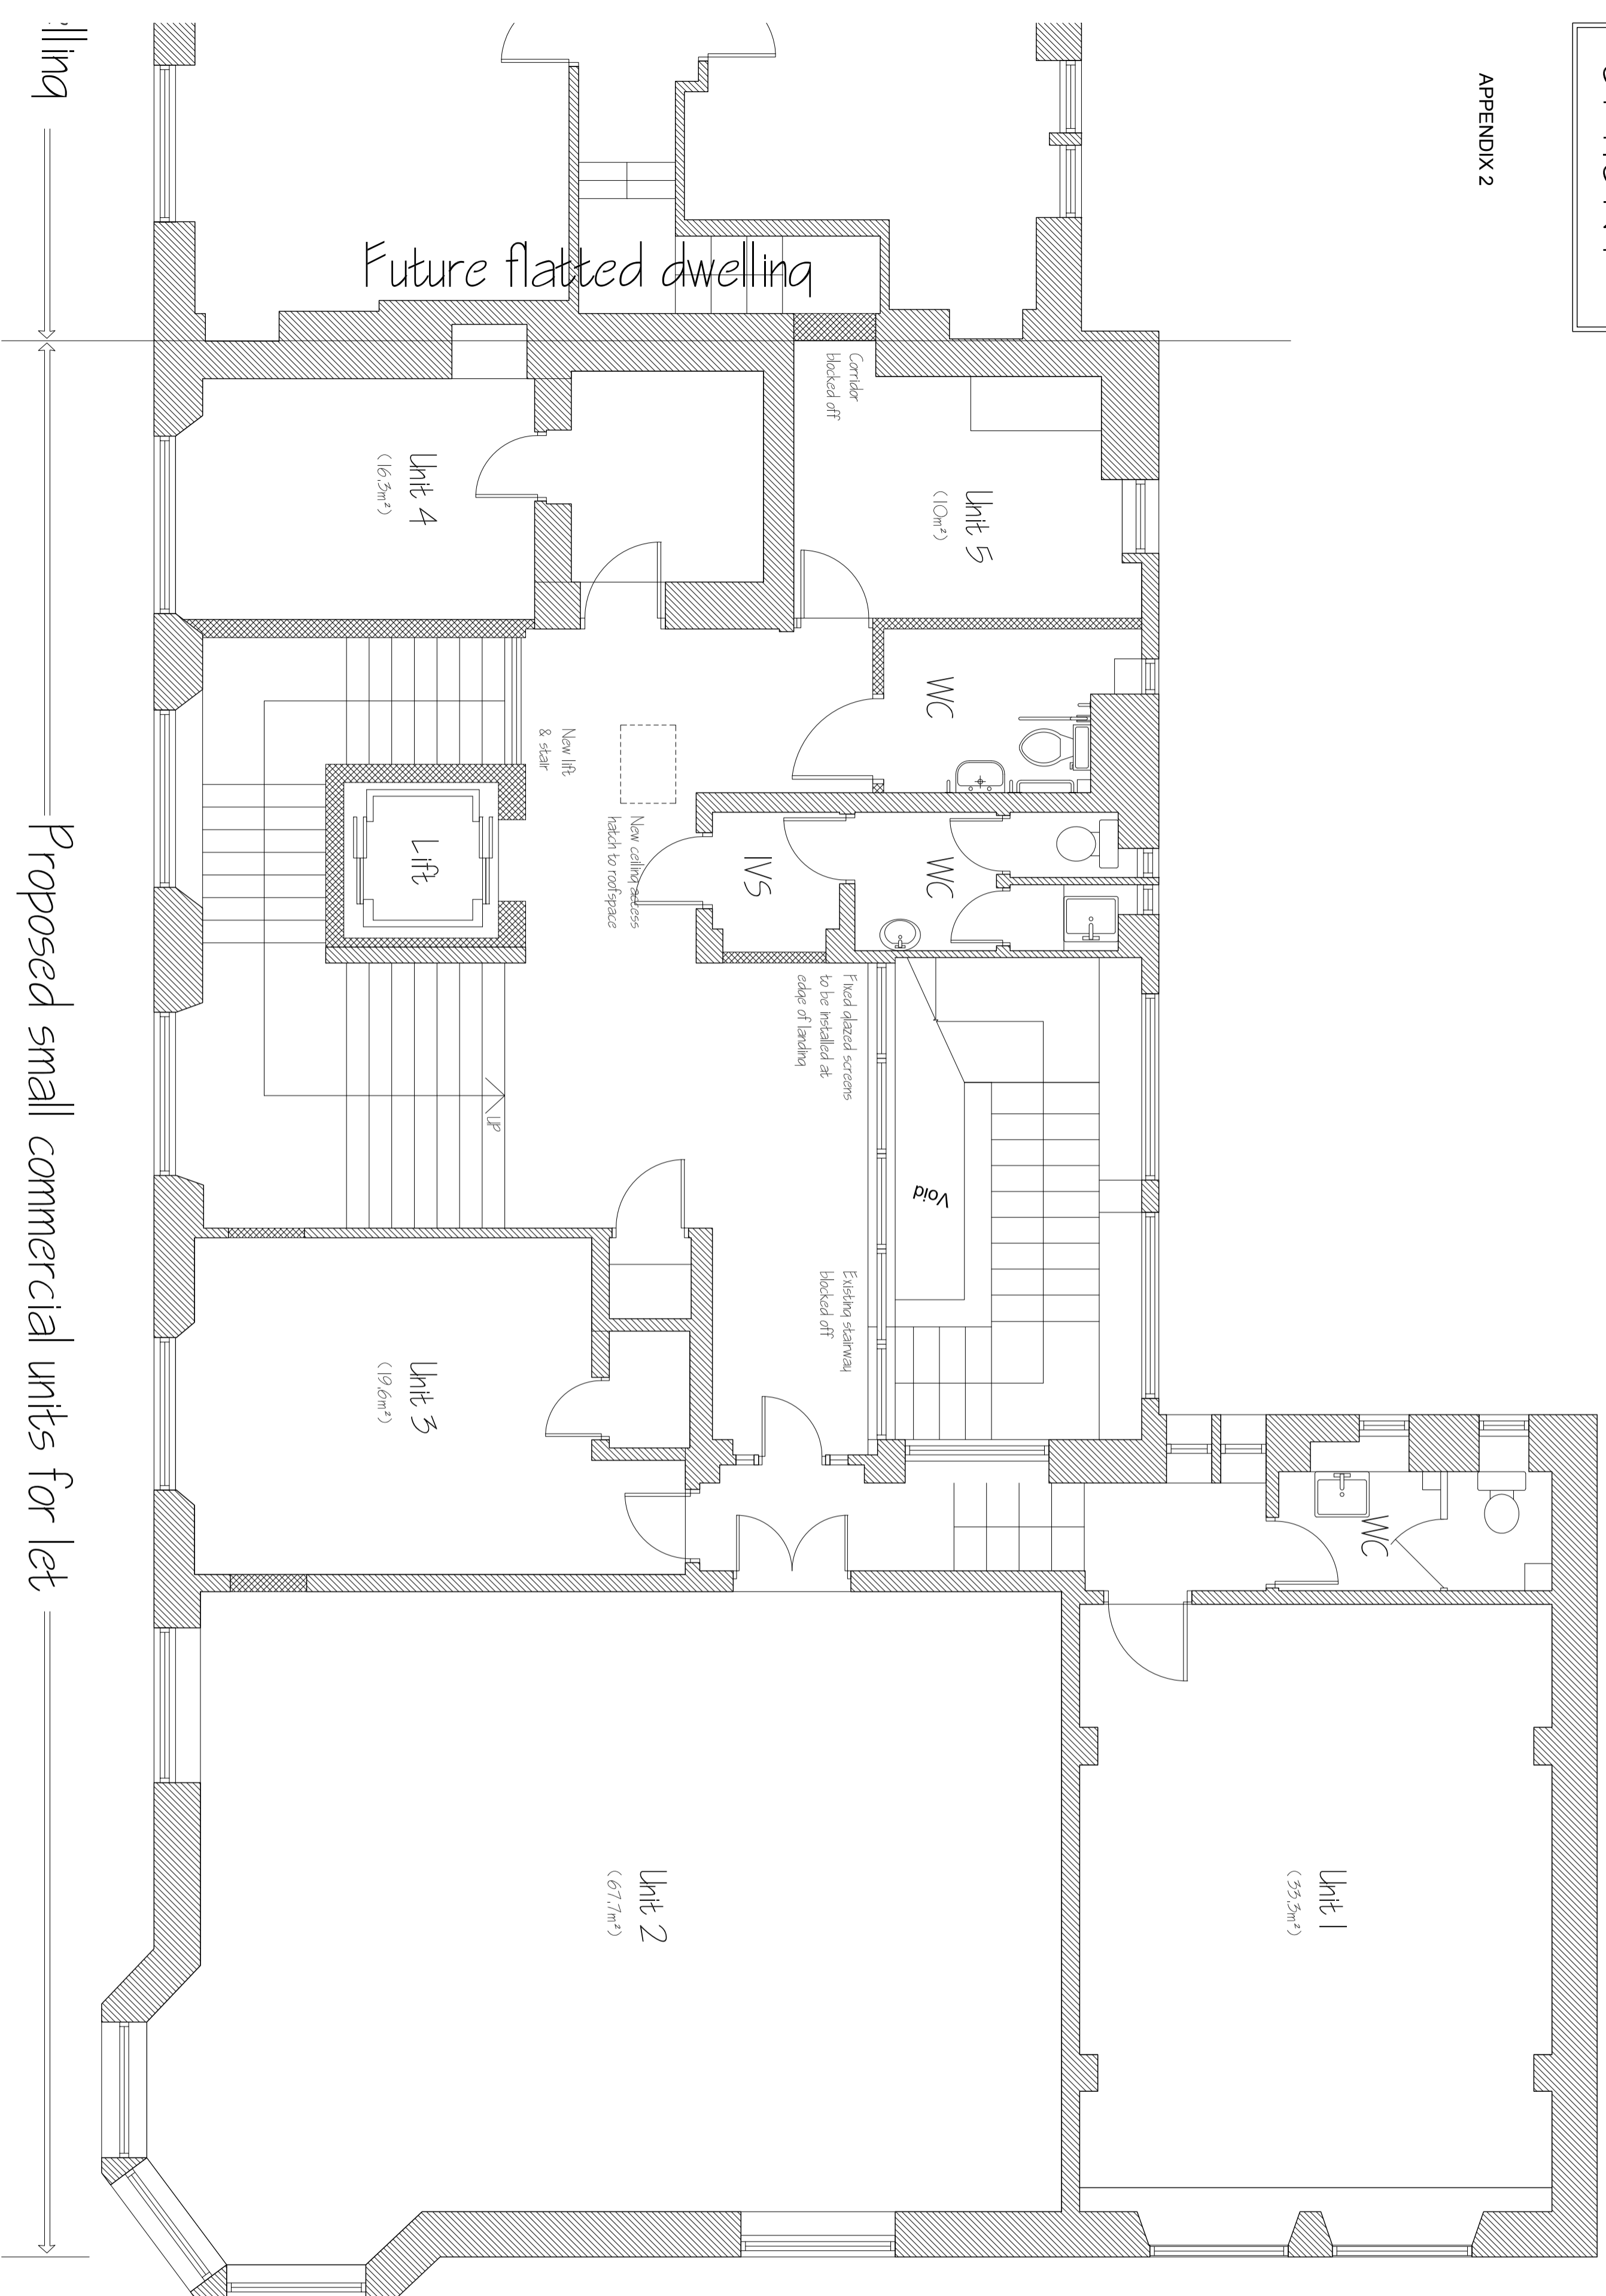 APPENDIX 2
elling
Future flatted dwelling
Corridor
blocked off
Unit 5
(10m²)
Unit 4
(16.3m²)
WC
New lift
& stair
New ceiling access
hatch to roofspace
Lift
IVS
WC
Fixed glazed screens
to be installed at
edge of landing
UP
Void
Existing stairway
blocked off
Unit 3
(19.6m²)
WC
Unit 2
(67.7m²)
Unit 1
(33.3m²)
Proposed small commercial units for let